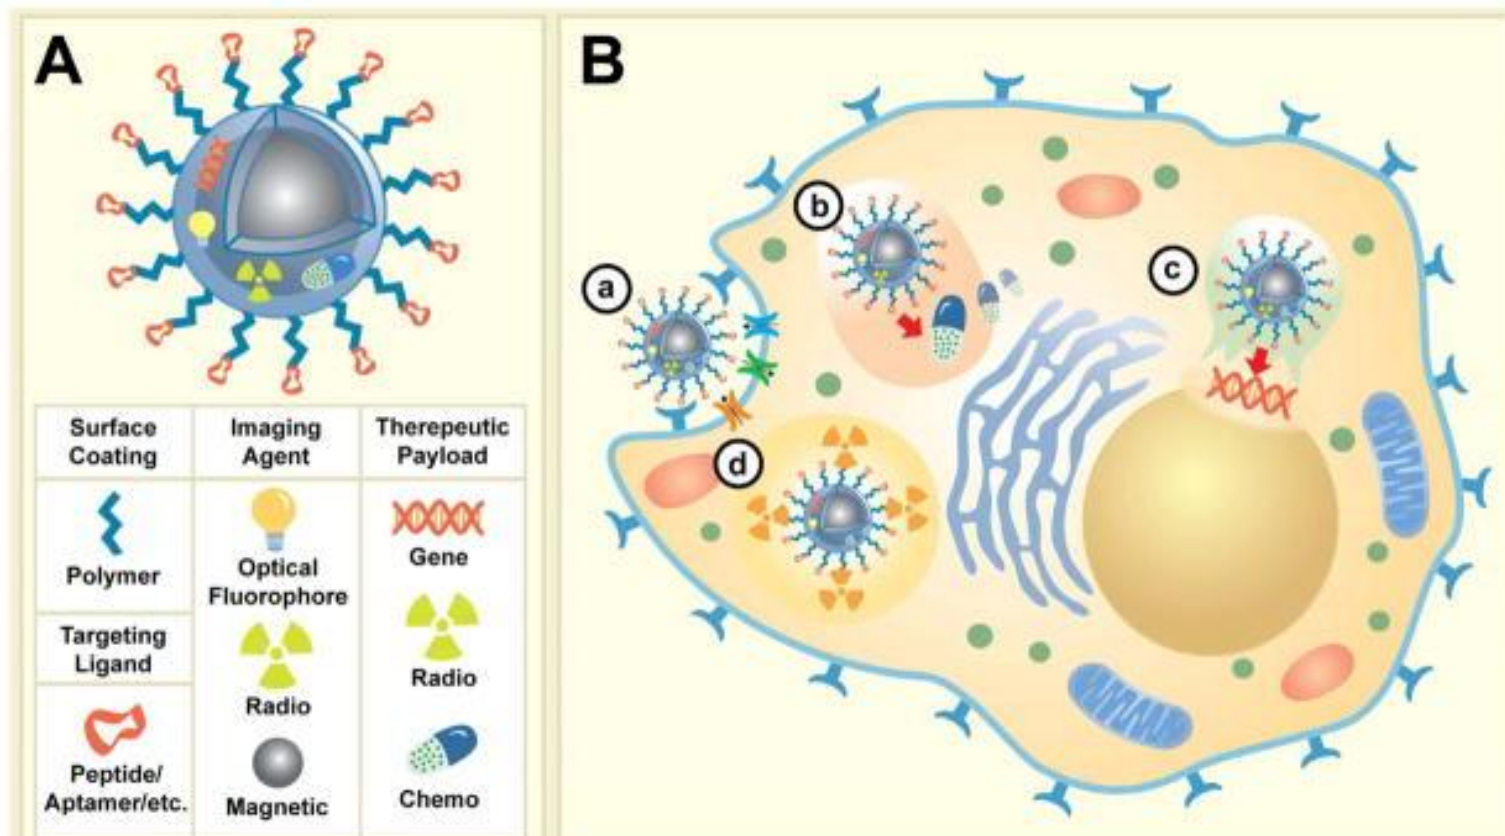 A
Surface
Coating
Imaging
Agent
Therepeutic
Payload
Polymer
Targeting
Ligand
Peptide/
Aptamer/etc.
Optical
Fluorophore
Radio
Magnetic
Gene
Radio
Chemo
B
a
b
c
d